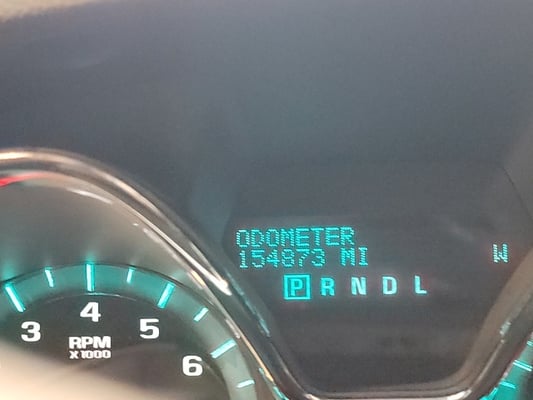 ODOMETER
154873 MI W
P R N D L
3 4 5 6
RPM
X1000